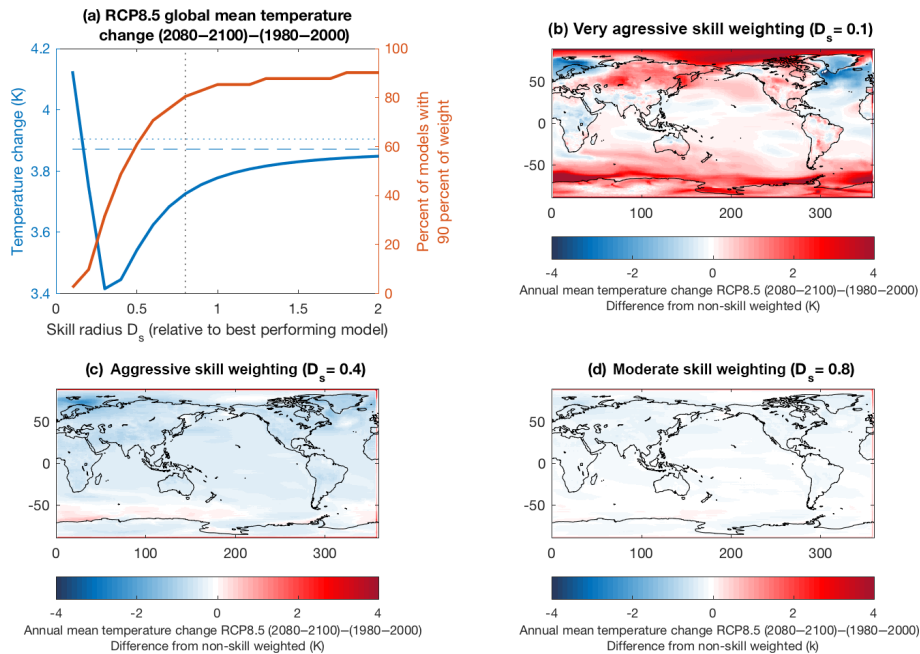 (a) RCP8.5 global mean temperature
change (2080−2100)−(1980−2000)
4.2
4
3.8
3.6
3.4
Temperature change (K)
100
80
60
40
20
0
Percent of models with
90 percent of weight
0 0.5 1 1.5 2
Skill radius Ds (relative to best performing model)
(b) Very agressive skill weighting (Ds= 0.1)
50
0
-50
0 100 200 300
-4 -2 0 2 4
Annual mean temperature change RCP8.5 (2080−2100)−(1980−2000)
Difference from non-skill weighted (K)
(c) Aggressive skill weighting (Ds= 0.4)
50
0
-50
0 100 200 300
-4 -2 0 2 4
Annual mean temperature change RCP8.5 (2080−2100)−(1980−2000)
Difference from non-skill weighted (K)
(d) Moderate skill weighting (Ds= 0.8)
50
0
-50
0 100 200 300
-4 -2 0 2 4
Annual mean temperature change RCP8.5 (2080−2100)−(1980−2000)
Difference from non-skill weighted (k)